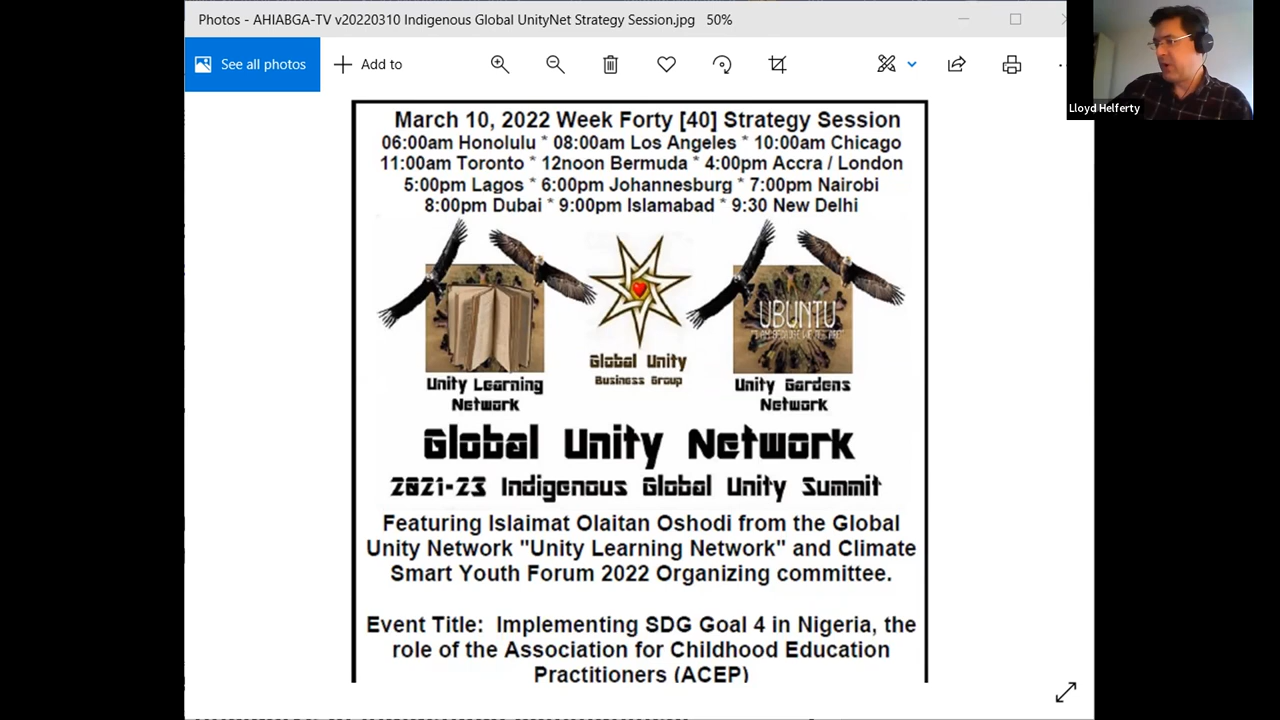 Photos - AHIABGA-TV v20220310 Indigenous Global UnityNet Strategy Session.jpg 50%
See all photos
Add to
Lloyd Helferty
March 10, 2022 Week Forty [40] Strategy Session
06:00am Honolulu * 08:00am Los Angeles * 10:00am Chicago
11:00am Toronto * 12noon Bermuda * 4:00pm Accra / London
5:00pm Lagos * 6:00pm Johannesburg * 7:00pm Nairobi
8:00pm Dubai * 9:00pm Islamabad * 9:30 New Delhi
UBUNTU
Global Unity
Business Group
Unity Learning
Network
Unity Gardens
Network
Global Unity Network
2021-23 Indigenous Global Unity Summit
Featuring Islaimat Olaitan Oshodi from the Global
Unity Network "Unity Learning Network" and Climate
Smart Youth Forum 2022 Organizing committee.
Event Title: Implementing SDG Goal 4 in Nigeria, the
role of the Association for Childhood Education
Practitioners (ACEP)